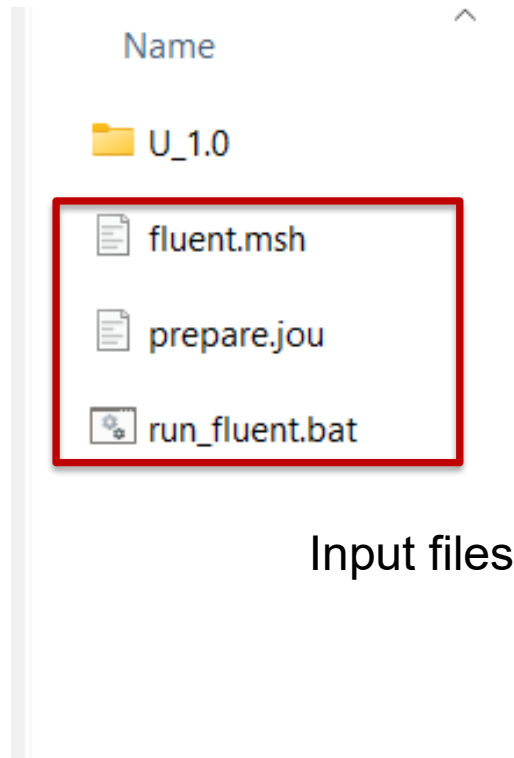 Name
U_1.0
fluent.msh
prepare.jou
run_fluent.bat
Input files